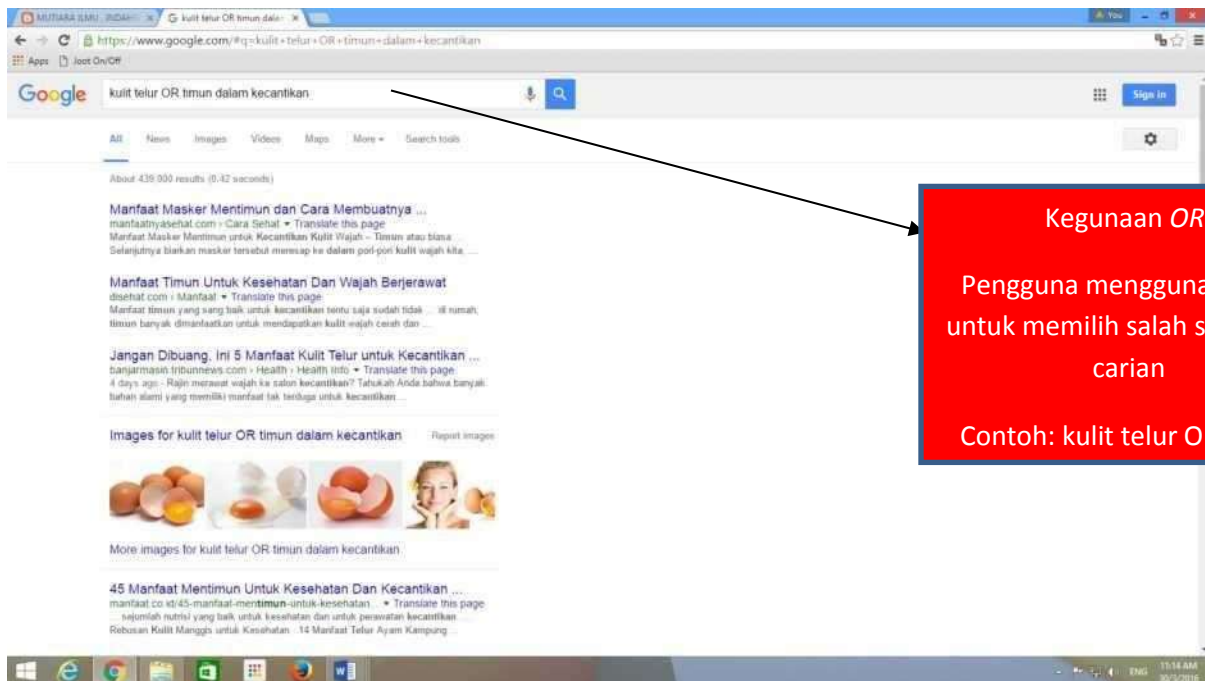 MUTIARA ILMU , INDAH
kulit telur OR timun dala
You
https://www.google.com/#q=kulit+telur+OR+timun+dalam+kecantikan
Apps Joot On/Off
Google kulit telur OR timun dalam kecantikan Sign in
All News Images Videos Maps More Search tools
About 439,000 results (0.42 seconds)
Manfaat Masker Mentimun dan Cara Membuatnya ...
manfaatnyasehat.com › Cara Sehat Translate this page
Manfaat Masker Mentimun untuk Kecantikan Kulit Wajah – Timun atau biasa ...
Selanjutnya biarkan masker tersebut meresap ke dalam pori-pori kulit wajah kita. ...
Manfaat Timun Untuk Kesehatan Dan Wajah Berjerawat
disehat.com › Manfaat Translate this page
Manfaat timun yang sang baik untuk kecantikan tentu saja sudah tidak ... di rumah,
timun banyak dimanfaatkan untuk mendapatkan kulit wajah cerah dan ...
Jangan Dibuang, Ini 5 Manfaat Kulit Telur untuk Kecantikan ...
banjarmasin.tribunnews.com › Health › Health Info Translate this page
4 days ago - Rajin merawat wajah ke salon kecantikan? Tahukah Anda bahwa banyak
bahan alami yang memiliki manfaat tak terduga untuk kecantikan ...
Images for kulit telur OR timun dalam kecantikan Report images
More images for kulit telur OR timun dalam kecantikan
45 Manfaat Mentimun Untuk Kesehatan Dan Kecantikan ...
manfaat.co.id/45-manfaat-mentimun-untuk-kesehatan... Translate this page
... sejumlah nutrisi yang baik untuk kesehatan dan untuk perawatan kecantikan. ...
Rebusan Kulit Manggis untuk Kesehatan · 14 Manfaat Telur Ayam Kampung ...
Kegunaan OR
Pengguna mengguna
untuk memilih salah s
carian
Contoh: kulit telur O
ENG 11:14 AM
30/5/2016